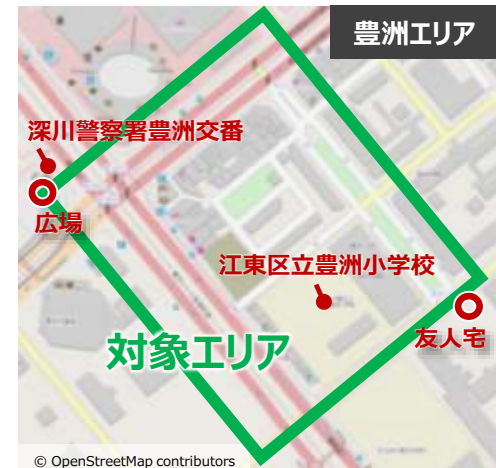 豊洲エリア
深川警察署豊洲交番
広場
江東区立豊洲小学校
友人宅
対象エリア
© OpenStreetMap contributors